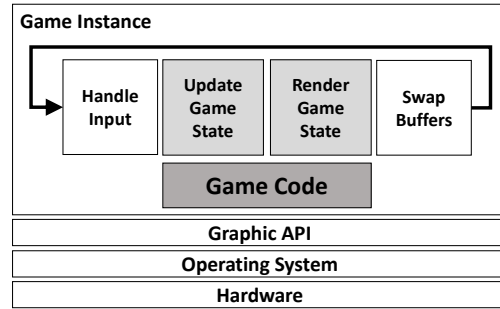 Game Instance
Handle
Input
Update
Game
State
Render
Game
State
Swap
Buffers
Game Code
Graphic API
Operating System
Hardware